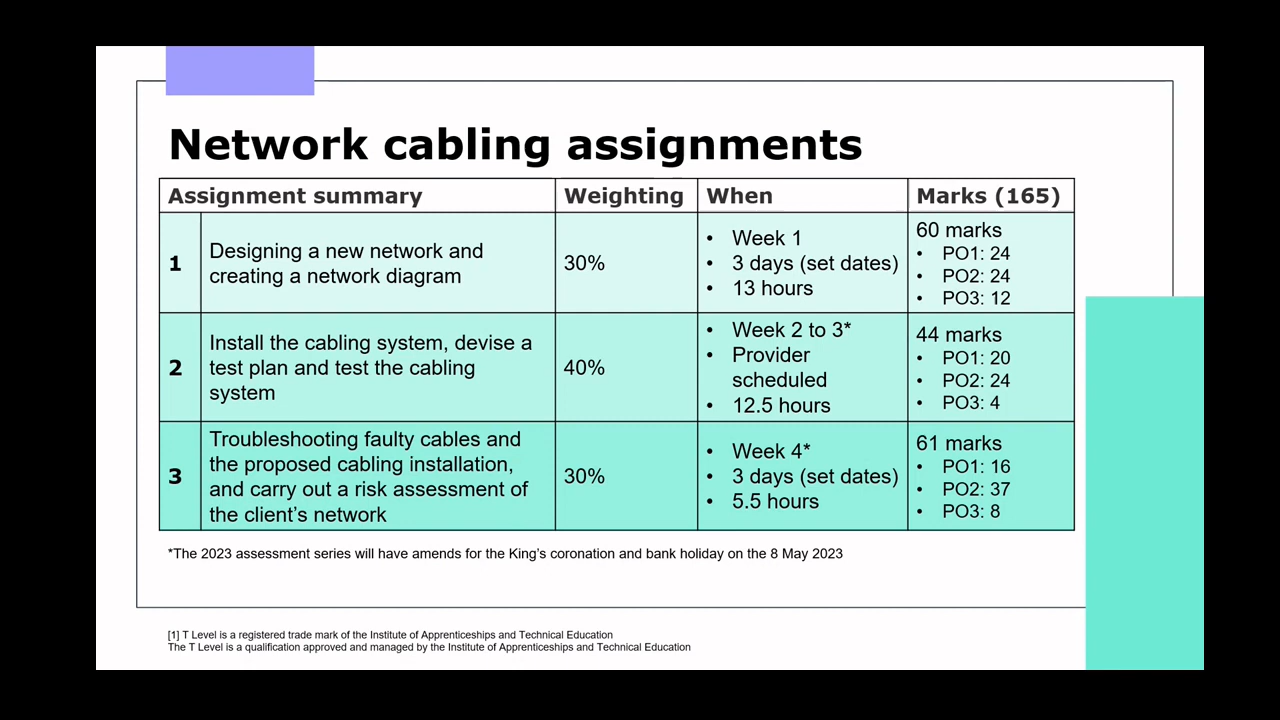 Network cabling assignments
Assignment summary
Weighting
When
Marks (165)
1
Designing a new network and
creating a network diagram
30%
• Week 1
• 3 days (set dates)
• 13 hours
60 marks
• PO1: 24
• PO2: 24
• PO3: 12
2
Install the cabling system, devise a
test plan and test the cabling
system
40%
• Week 2 to 3*
• Provider
scheduled
• 12.5 hours
44 marks
• PO1: 20
• PO2: 24
• PO3: 4
3
Troubleshooting faulty cables and
the proposed cabling installation,
and carry out a risk assessment of
the client’s network
30%
• Week 4*
• 3 days (set dates)
• 5.5 hours
61 marks
• PO1: 16
• PO2: 37
• PO3: 8
*The 2023 assessment series will have amends for the King’s coronation and bank holiday on the 8 May 2023
[1] T Level is a registered trade mark of the Institute of Apprenticeships and Technical Education
The T Level is a qualification approved and managed by the Institute of Apprenticeships and Technical Education